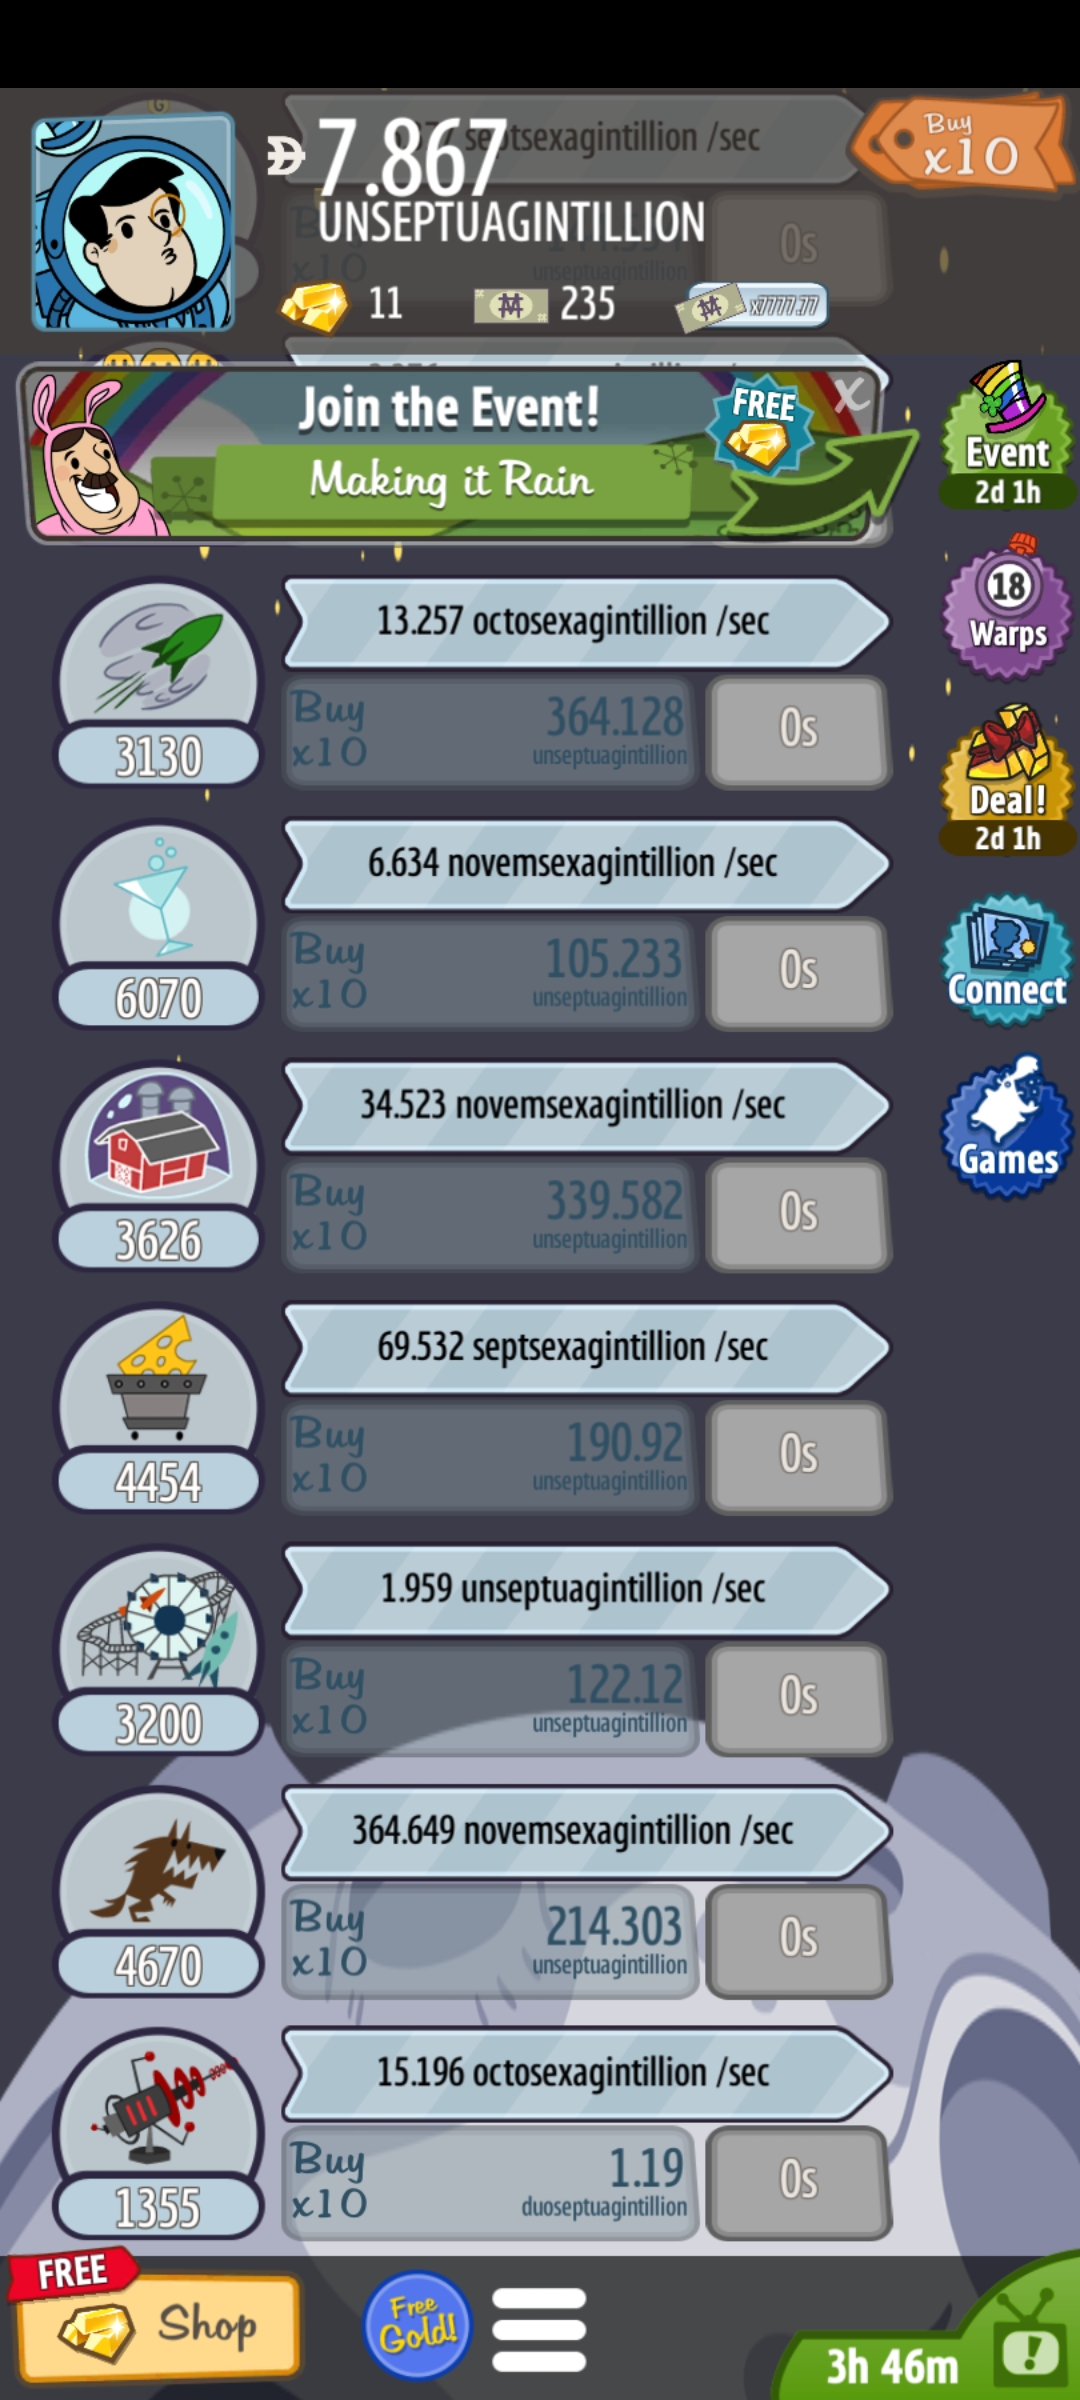 7.867
UNSEPTUAGINTILLION
septsexagintillion /sec
Buy
x10
11
235
x7777.77
Buy
x10
unseptuagintillion
0s
Join the Event!
Making it Rain
FREE
X
Event
2d 1h
13.257 octosexagintillion /sec
Buy
x10
364.128
unseptuagintillion
0s
3130
18
Warps
Deal!
2d 1h
6.634 novemsexagintillion /sec
Buy
x10
105.233
unseptuagintillion
0s
6070
Connect
34.523 novemsexagintillion /sec
Buy
x10
339.582
unseptuagintillion
0s
3626
Games
69.532 septsexagintillion /sec
Buy
x10
190.92
unseptuagintillion
0s
4454
1.959 unseptuagintillion /sec
Buy
x10
122.12
unseptuagintillion
0s
3200
364.649 novemsexagintillion /sec
Buy
x10
214.303
unseptuagintillion
0s
4670
15.196 octosexagintillion /sec
Buy
x10
1.19
duoseptuagintillion
0s
1355
FREE
Shop
Free
Gold!
3h 46m
!